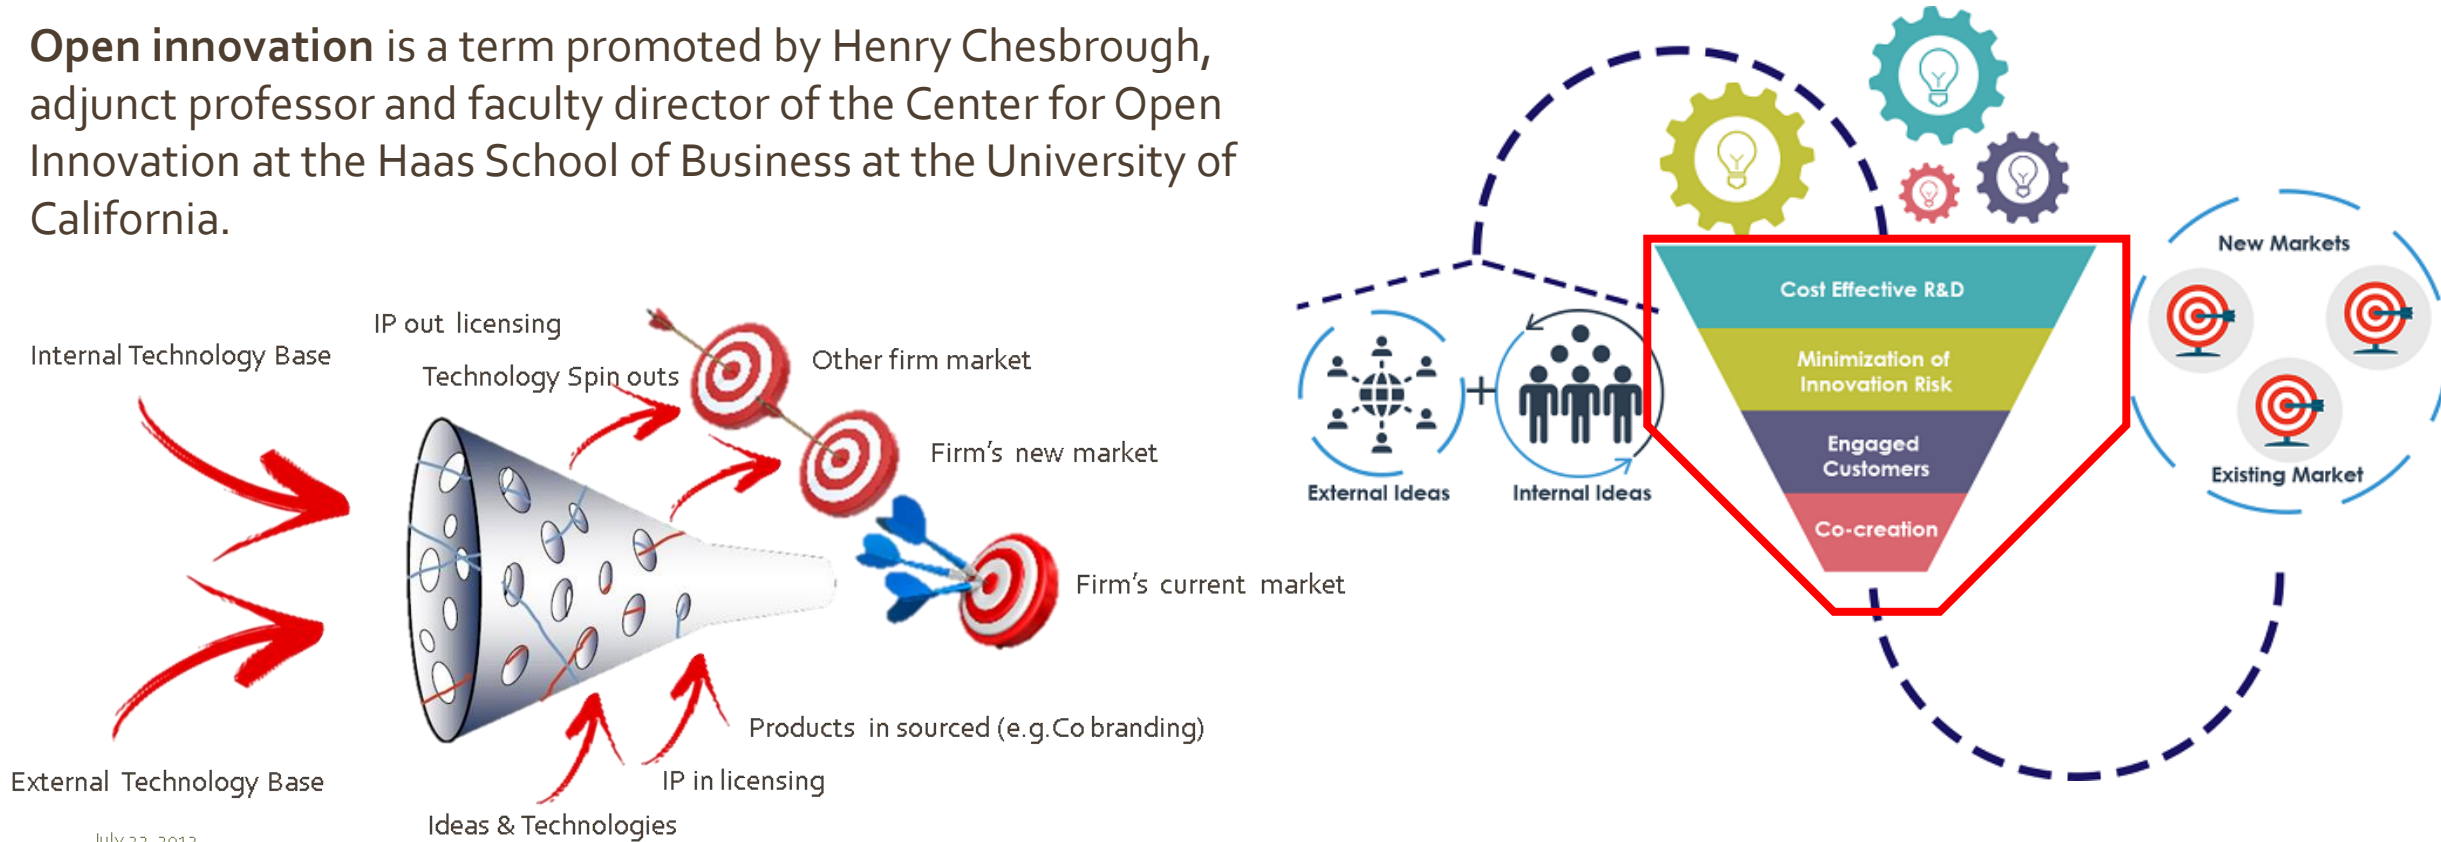 Open innovation is a term promoted by Henry Chesbrough,
adjunct professor and faculty director of the Center for Open
Innovation at the Haas School of Business at the University of
California.
IP out licensing
Internal Technology Base
Technology Spin outs
Other firm market
Firm's new market
Firm's current market
Products in sourced (e.g.Co branding)
IP in licensing
External Technology Base
Ideas & Technologies
External Ideas
+
Internal Ideas
Cost Effective R&D
Minimization of
Innovation Risk
Engaged
Customers
Co-creation
New Markets
Existing Market